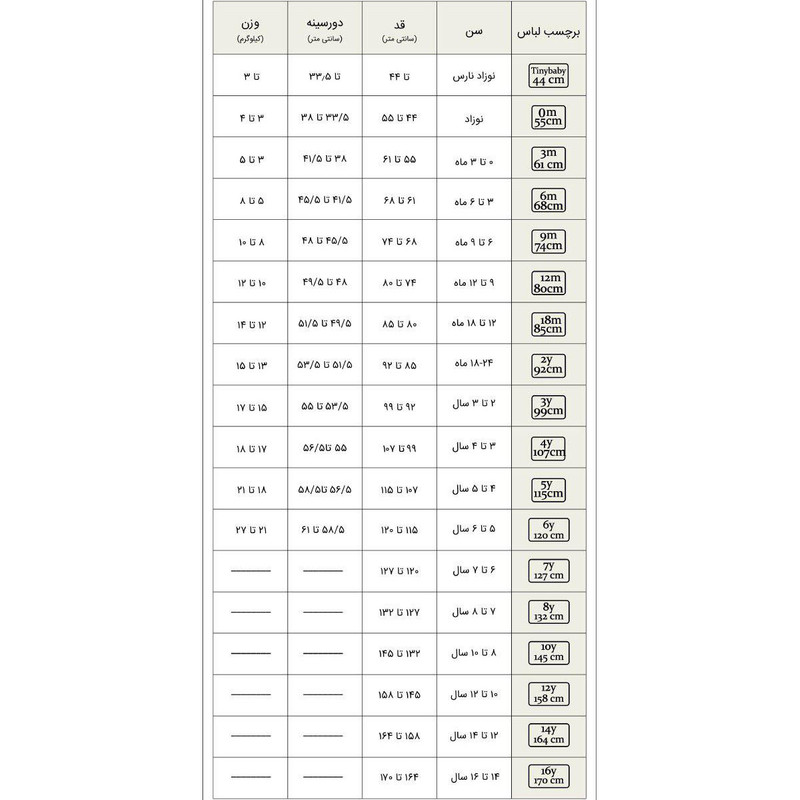 برچسب لباس سن قد (سانتی متر) دورسینه (سانتی متر) وزن (کیلوگرم)
Tinybaby 44 cm نوزاد نارس تا ۴۴ تا ۳۳٫۵ تا ۳
0m 55cm نوزاد ۴۴ تا ۵۵ ۳۳/۵ تا ۳۸ ۳ تا ۴
3m 61 cm ۰ تا ۳ ماه ۵۵ تا ۶۱ ۳۸ تا ۴۱/۵ ۳ تا ۵
6m 68cm ۳ تا ۶ ماه ۶۱ تا ۶۸ ۴۱/۵ تا ۴۵/۵ ۵ تا ۸
9m 74cm ۶ تا ۹ ماه ۶۸ تا ۷۴ ۴۵/۵ تا ۴۸ ۸ تا ۱۰
12m 80cm ۹ تا ۱۲ ماه ۷۴ تا ۸۰ ۴۸ تا ۴۹/۵ ۱۰ تا ۱۲
18m 85cm ۱۲ تا ۱۸ ماه ۸۰ تا ۸۵ ۴۹/۵ تا ۵۱/۵ ۱۲ تا ۱۴
2y 92cm ۱۸-۲۴ ماه ۸۵ تا ۹۲ ۵۱/۵ تا ۵۳/۵ ۱۳ تا ۱۵
3y 99cm ۲ تا ۳ سال ۹۲ تا ۹۹ ۵۳/۵ تا ۵۵ ۱۵ تا ۱۷
4y 107cm ۳ تا ۴ سال ۹۹ تا ۱۰۷ ۵۵ تا۵۶/۵ ۱۷ تا ۱۸
5y 115cm ۴ تا ۵ سال ۱۰۷ تا ۱۱۵ ۵۶/۵ تا۵۸/۵ ۱۸ تا ۲۱
6y 120 cm ۵ تا ۶ سال ۱۱۵ تا ۱۲۰ ۵۸/۵ تا ۶۱ ۲۱ تا ۲۷
7y 127 cm ۶ تا ۷ سال ۱۲۰ تا ۱۲۷
8y 132 cm ۷ تا ۸ سال ۱۲۷ تا ۱۳۲
10y 145 cm ۸ تا ۱۰ سال ۱۳۲ تا ۱۴۵
12y 158 cm ۱۰ تا ۱۲ سال ۱۴۵ تا ۱۵۸
14y 164 cm ۱۲ تا ۱۴ سال ۱۵۸ تا ۱۶۴
16y 170 cm ۱۴ تا ۱۶ سال ۱۶۴ تا ۱۷۰